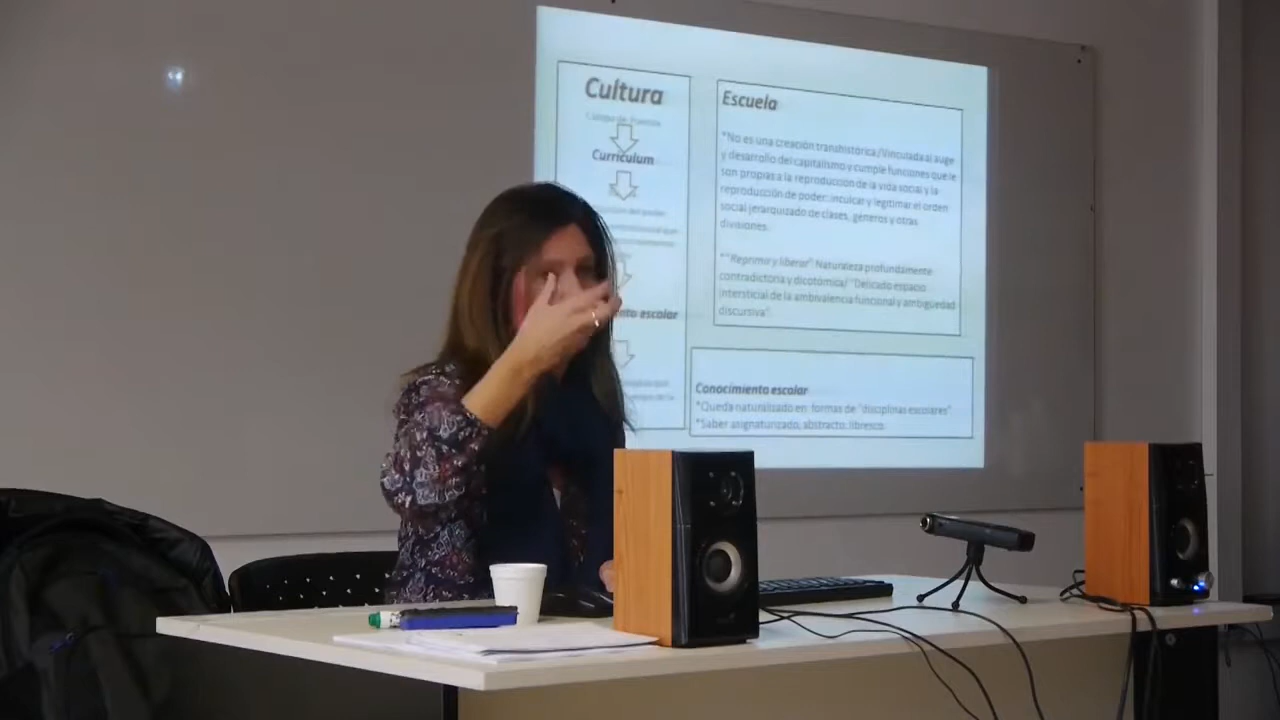 Cultura
Curriculum
escolar
Escuela
*No es una creación transhistórica./Vinculada al auge
y desarrollo del capitalismo y cumple funciones que le
son propias a la reproducción de la vida social y la
reproducción de poder: inculcar y legitimar el orden
social jerarquizado de clases, géneros y otras
divisiones.
*"Reprimir y liberar": Naturaleza profundamente
contradictoria y dicotómica/ "Delicado espacio
intersticial de la ambivalencia funcional y ambigüedad
discursiva".
Conocimiento escolar
*Queda naturalizado en formas de "disciplinas escolares"
*Saber asignaturizado, abstracto, libresco.